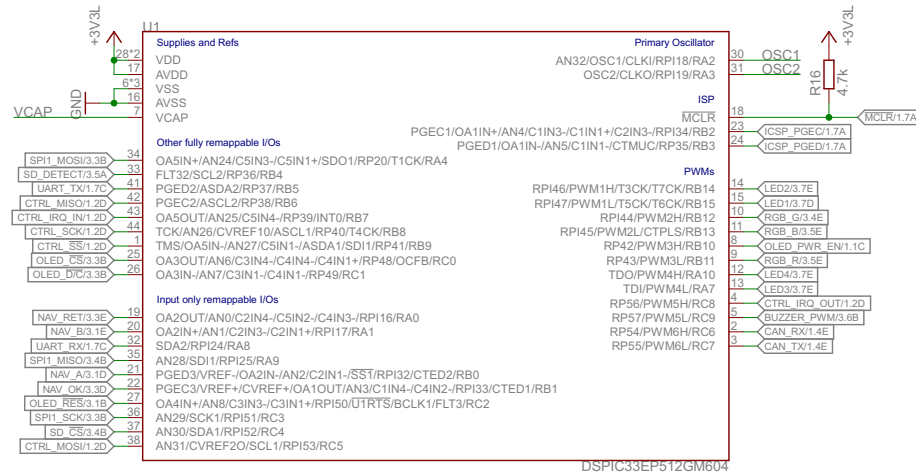 U1
+3V3L
Supplies and Refs
28*2 VDD
17 AVDD
6*3 VSS
16 AVSS
GND
VCAP 7 VCAP
Other fully remappable I/Os
SPI1_MOSI/3.3B 34 OA5IN+/AN24/C5IN3-/C5IN1+/SDO1/RP20/T1CK/RA4
SD_DETECT/3.5A 33 FLT32/SCL2/RP36/RB4
UART_TX/1.7C 41 PGED2/ASDA2/RP37/RB5
CTRL_MISO/1.2D 42 PGEC2/ASCL2/RP38/RB6
CTRL_IRQ_IN/1.2D 43 OA5OUT/AN25/C5IN4-/RP39/INT0/RB7
CTRL_SCK/1.2D 44 TCK/AN26/CVREF10/ASCL1/RP40/T4CK/RB8
CTRL_SS/1.2D 1 TMS/OA5IN-/AN27/C5IN1-/ASDA1/SDI1/RP41/RB9
OLED_CS/3.3B 25 OA3OUT/AN6/C3IN4-/C4IN4-/C4IN1+/RP48/OCFB/RC0
OLED_D/C/3.3B 26 OA3IN-/AN7/C3IN1-/C4IN1-/RP49/RC1
Input only remappable I/Os
NAV_RET/3.3E 19 OA2OUT/AN0/C2IN4-/C5IN2-/C4IN3-/RPI16/RA0
NAV_B/3.1E 20 OA2IN+/AN1/C2IN3-/C2IN1+/RPI17/RA1
UART_RX/1.7C 32 SDA2/RPI24/RA8
SPI1_MISO/3.4B 35 AN28/SDI1/RPI25/RA9
NAV_A/3.1D 21 PGED3/VREF-/OA2IN-/AN2/C2IN1-/SS1/RPI32/CTED2/RB0
NAV_OK/3.3D 22 PGEC3/VREF+/CVREF+/OA1OUT/AN3/C1IN4-/C4IN2-/RPI33/CTED1/RB1
OLED_RES/3.1B 27 OA4IN+/AN8/C3IN3-/C3IN1+/RPI50/U1RTS/BCLK1/FLT3/RC2
SPI1_SCK/3.3B 36 AN29/SCK1/RPI51/RC3
SD_CS/3.4B 37 AN30/SDA1/RPI52/RC4
CTRL_MOSI/1.2D 38 AN31/CVREF2O/SCL1/RPI53/RC5
Primary Oscillator
AN32/OSC1/CLKI/RPI18/RA2 30 OSC1
OSC2/CLKO/RPI19/RA3 31 OSC2
+3V3L
R16
4.7k
ISP
MCLR 18 MCLR/1.7A
PGEC1/OA1IN+/AN4/C1IN3-/C1IN1+/C2IN3-/RPI34/RB2 23 ICSP_PGEC/1.7A
PGED1/OA1IN-/AN5/C1IN1-/CTMUC/RP35/RB3 24 ICSP_PGED/1.7A
PWMs
RPI46/PWM1H/T3CK/T7CK/RB14 14 LED2/3.7E
RPI47/PWM1L/T5CK/T6CK/RB15 15 LED1/3.7D
RPI44/PWM2H/RB12 10 RGB_G/3.4E
RPI45/PWM2L/CTPLS/RB13 11 RGB_B/3.5E
RP42/PWM3H/RB10 8 OLED_PWR_EN/1.1C
RP43/PWM3L/RB11 9 RGB_R/3.5E
TDO/PWM4H/RA10 12 LED4/3.7E
TDI/PWM4L/RA7 13 LED3/3.7E
RP56/PWM5H/RC8 4 CTRL_IRQ_OUT/1.2D
RP57/PWM5L/RC9 5 BUZZER_PWM/3.6B
RP54/PWM6H/RC6 2 CAN_RX/1.4E
RP55/PWM6L/RC7 3 CAN_TX/1.4E
DSPIC33EP512GM604